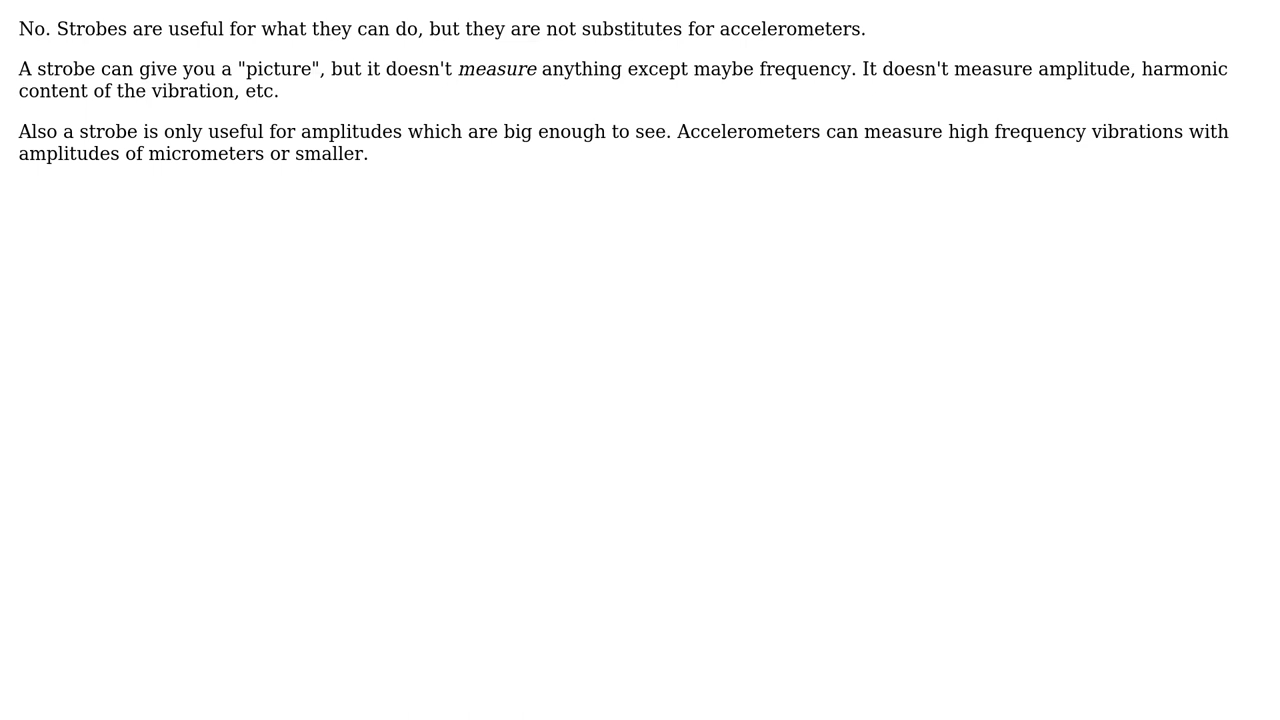 No. Strobes are useful for what they can do, but they are not substitutes for accelerometers.
A strobe can give you a "picture", but it doesn't measure anything except maybe frequency. It doesn't measure amplitude, harmonic
content of the vibration, etc.
Also a strobe is only useful for amplitudes which are big enough to see. Accelerometers can measure high frequency vibrations with
amplitudes of micrometers or smaller.